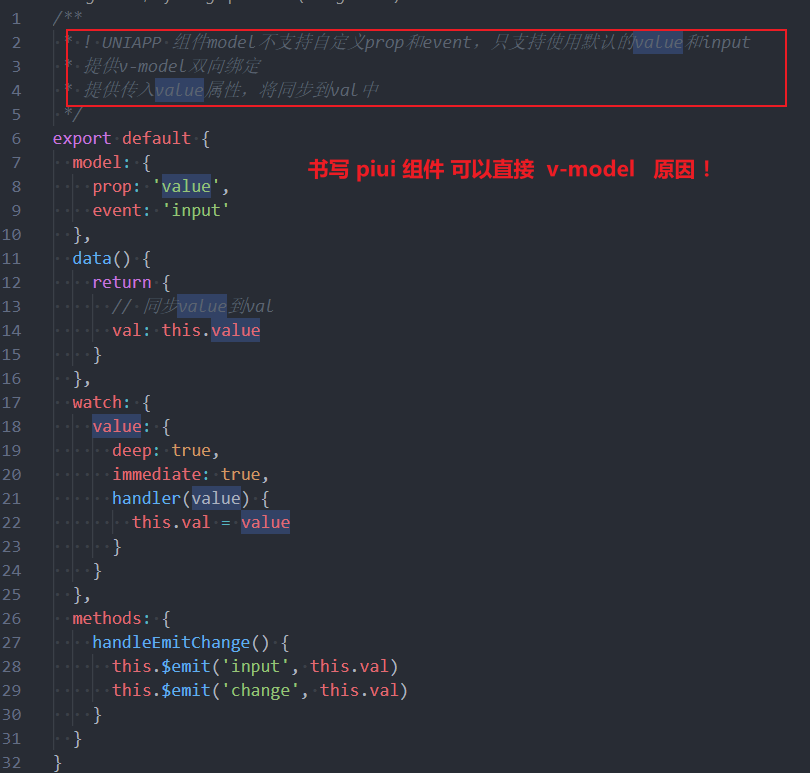 1 /**
2 * ! UNIAPP 组件model不支持自定义prop和event，只支持使用默认的value和input
3 * 提供v-model双向绑定
4 * 提供传入value属性，将同步到val中
5 */
6 export default {
7 model: {
书写 piui 组件 可以直接 v-model 原因！
8 prop: 'value',
9 event: 'input'
10 },
11 data() {
12 return {
13 // 同步value到val
14 val: this.value
15 }
16 },
17 watch: {
18 value: {
19 deep: true,
20 immediate: true,
21 handler(value) {
22 this.val = value
23 }
24 }
25 },
26 methods: {
27 handleEmitChange() {
28 this.$emit('input', this.val)
29 this.$emit('change', this.val)
30 }
31 }
32 }